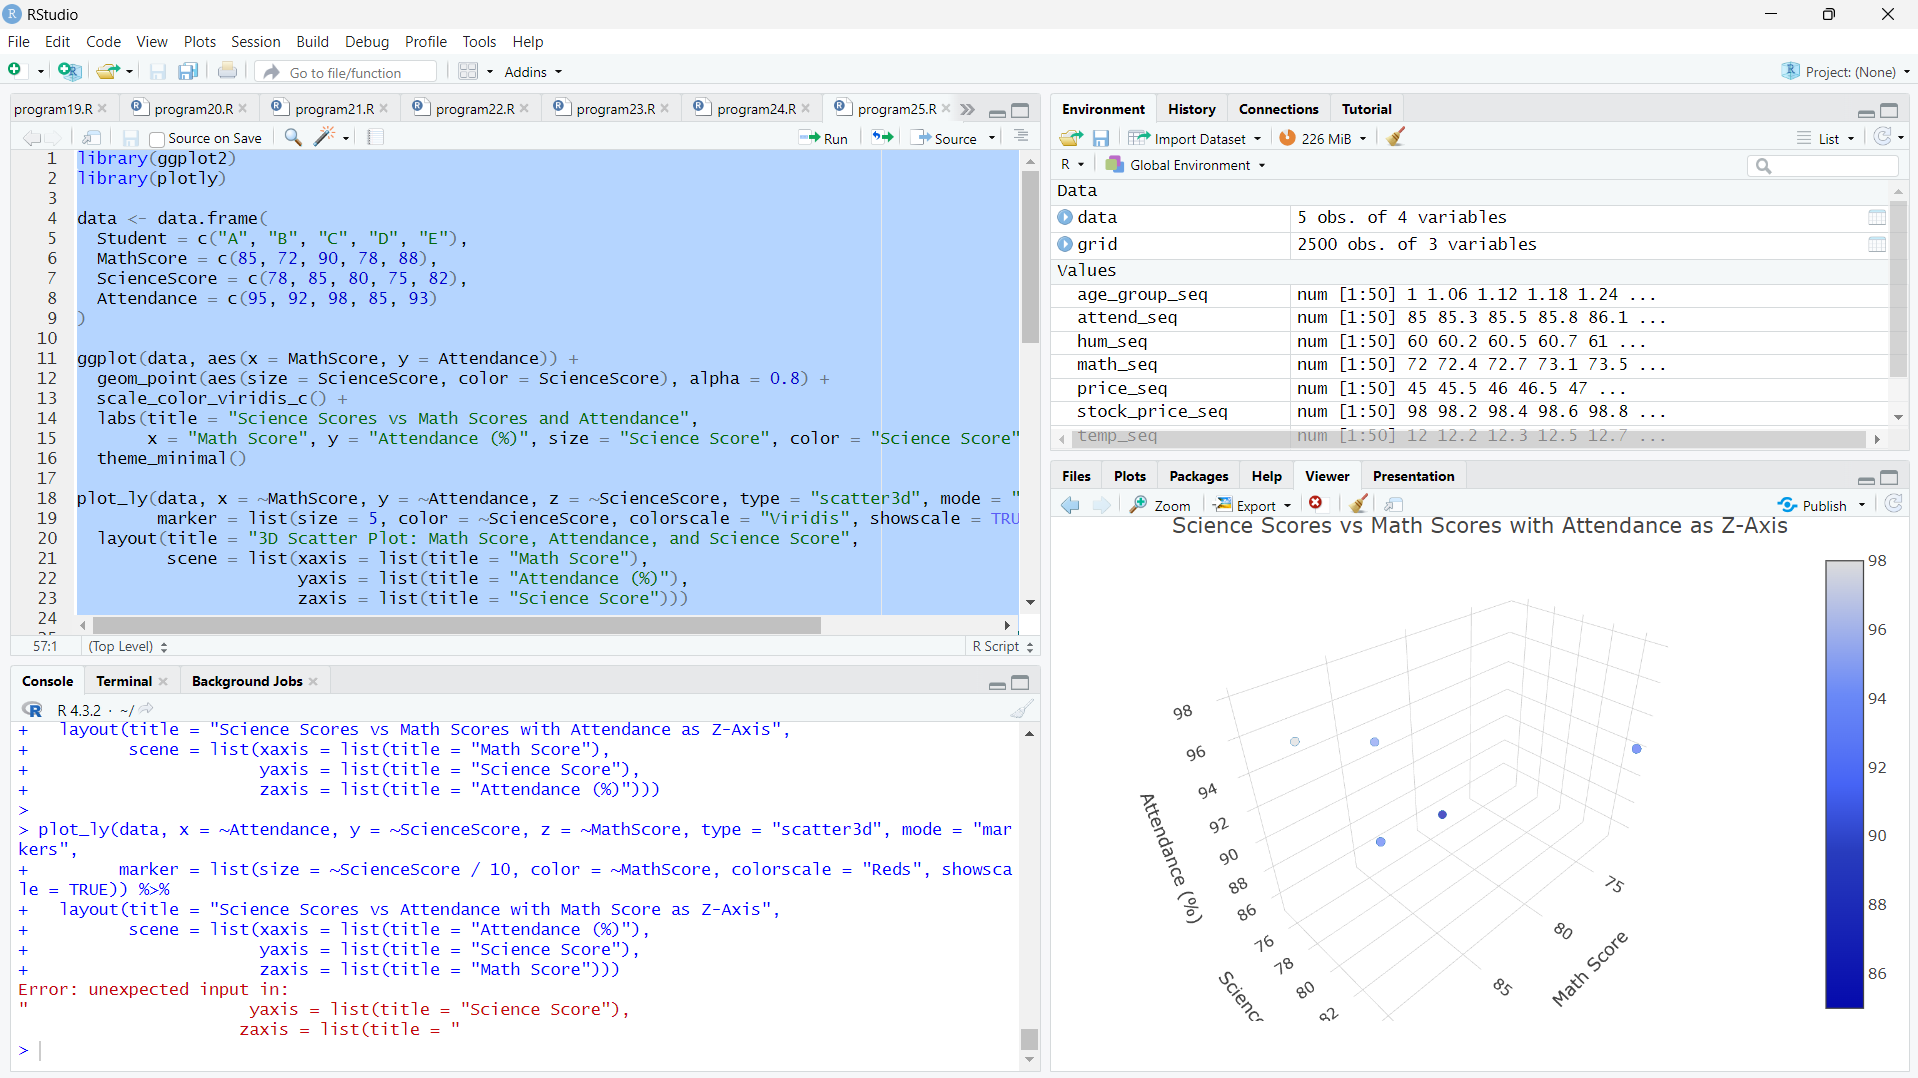 RStudio
File Edit Code View Plots Session Build Debug Profile Tools Help
Go to file/function Addins Project: (None)
program19.R program20.R program21.R program22.R program23.R program24.R program25.R
Source on Save Run Source
1 library(ggplot2)
2 library(plotly)
3
4 data <- data.frame(
5 Student = c("A", "B", "C", "D", "E"),
6 MathScore = c(85, 72, 90, 78, 88),
7 ScienceScore = c(78, 85, 80, 75, 82),
8 Attendance = c(95, 92, 98, 85, 93)
9 )
10
11 ggplot(data, aes(x = MathScore, y = Attendance)) +
12 geom_point(aes(size = ScienceScore, color = ScienceScore), alpha = 0.8) +
13 scale_color_viridis_c() +
14 labs(title = "Science Scores vs Math Scores and Attendance",
15 x = "Math Score", y = "Attendance (%)", size = "Science Score", color = "Science Score"
16 theme_minimal()
17
18 plot_ly(data, x = ~MathScore, y = ~Attendance, z = ~ScienceScore, type = "scatter3d", mode = "
19 marker = list(size = 5, color = ~ScienceScore, colorscale = "Viridis", showscale = TRU
20 layout(title = "3D Scatter Plot: Math Score, Attendance, and Science Score",
21 scene = list(xaxis = list(title = "Math Score"),
22 yaxis = list(title = "Attendance (%)"),
23 zaxis = list(title = "Science Score")))
24
57:1 (Top Level) R Script
Console Terminal Background Jobs
R 4.3.2 · ~/
+ layout(title = "Science Scores vs Math Scores with Attendance as Z-Axis",
+ scene = list(xaxis = list(title = "Math Score"),
+ yaxis = list(title = "Science Score"),
+ zaxis = list(title = "Attendance (%)")))
>
> plot_ly(data, x = ~Attendance, y = ~ScienceScore, z = ~MathScore, type = "scatter3d", mode = "mar
kers",
+ marker = list(size = ~ScienceScore / 10, color = ~MathScore, colorscale = "Reds", showsca
le = TRUE)) %>%
+ layout(title = "Science Scores vs Attendance with Math Score as Z-Axis",
+ scene = list(xaxis = list(title = "Attendance (%)"),
+ yaxis = list(title = "Science Score"),
+ zaxis = list(title = "Math Score")))
Error: unexpected input in:
" yaxis = list(title = "Science Score"),
zaxis = list(title = "
>
Environment History Connections Tutorial
Import Dataset 226 MiB List
R Global Environment
Data
data 5 obs. of 4 variables
grid 2500 obs. of 3 variables
Values
age_group_seq num [1:50] 1 1.06 1.12 1.18 1.24 ...
attend_seq num [1:50] 85 85.3 85.5 85.8 86.1 ...
hum_seq num [1:50] 60 60.2 60.5 60.7 61 ...
math_seq num [1:50] 72 72.4 72.7 73.1 73.5 ...
price_seq num [1:50] 45 45.5 46 46.5 47 ...
stock_price_seq num [1:50] 98 98.2 98.4 98.6 98.8 ...
temp_seq num [1:50] 12 12.2 12.3 12.5 12.7 ...
Files Plots Packages Help Viewer Presentation
Zoom Export Publish
Science Scores vs Math Scores with Attendance as Z-Axis
98
96
94
92
90
88
86
Attendance (%)
76
78
80
82
Scienc
75
80
85
Math Score
98
96
94
92
90
88
86